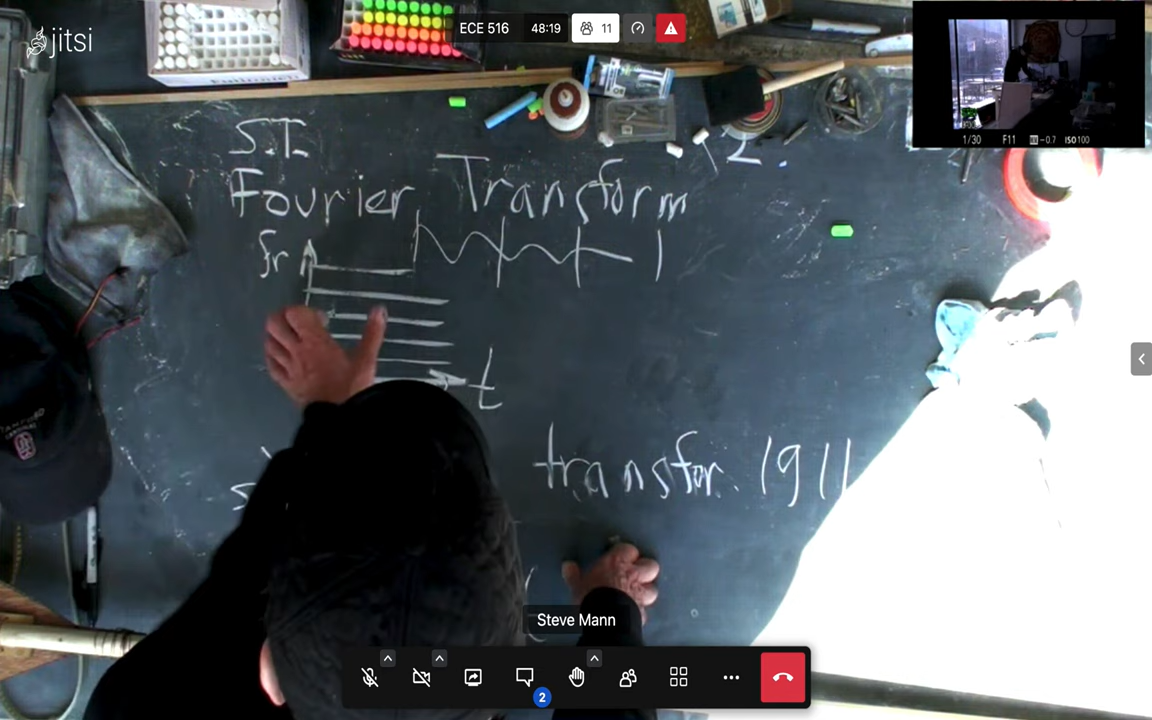 jitsi
ECE 516
48:19
11
1/30 F11 -0.7 ISO100
2.
S.T.
Fourier Transform
fr
t
transfor. 1911
Steve Mann
2